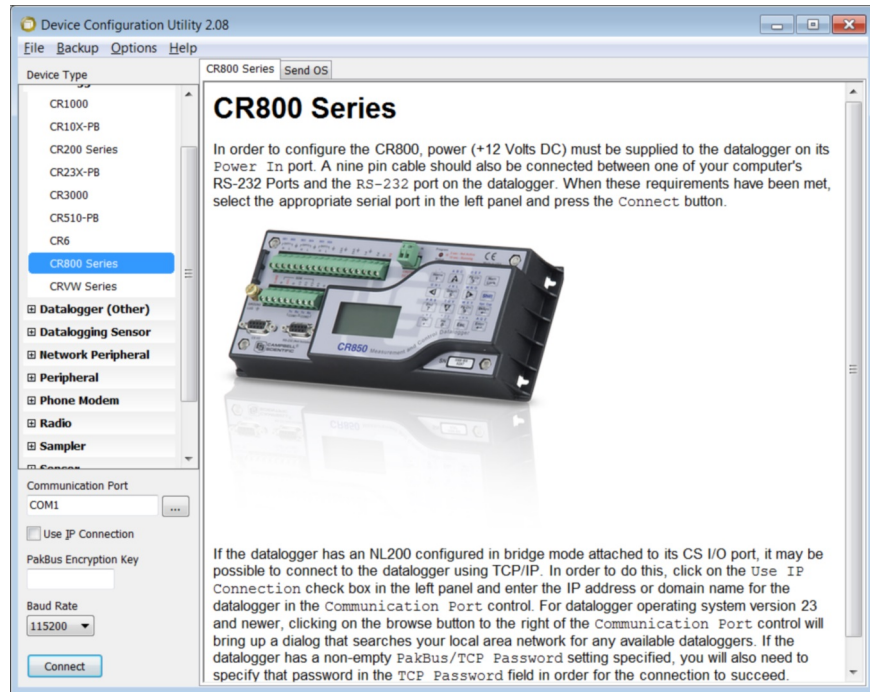 Device Configuration Utility 2.08
File Backup Options Help
Device Type
CR1000
CR10X-PB
CR200 Series
CR23X-PB
CR3000
CR510-PB
CR6
CR800 Series
CRVW Series
Datalogger (Other)
Datalogging Sensor
Network Peripheral
Peripheral
Phone Modem
Radio
Sampler
Communication Port
COM1
...
Use IP Connection
PakBus Encryption Key
Baud Rate
115200
Connect
CR800 Series Send OS
CR800 Series
In order to configure the CR800, power (+12 Volts DC) must be supplied to the datalogger on its
Power In port. A nine pin cable should also be connected between one of your computer's
RS-232 Ports and the RS-232 port on the datalogger. When these requirements have been met,
select the appropriate serial port in the left panel and press the Connect button.
CAMPBELL
SCIENTIFIC
CR850 Measurement and Control Datalogger
If the datalogger has an NL200 configured in bridge mode attached to its CS I/O port, it may be
possible to connect to the datalogger using TCP/IP. In order to do this, click on the Use IP
Connection check box in the left panel and enter the IP address or domain name for the
datalogger in the Communication Port control. For datalogger operating system version 23
and newer, clicking on the browse button to the right of the Communication Port control will
bring up a dialog that searches your local area network for any available dataloggers. If the
datalogger has a non-empty PakBus/TCP Password setting specified, you will also need to
specify that password in the TCP Password field in order for the connection to succeed.